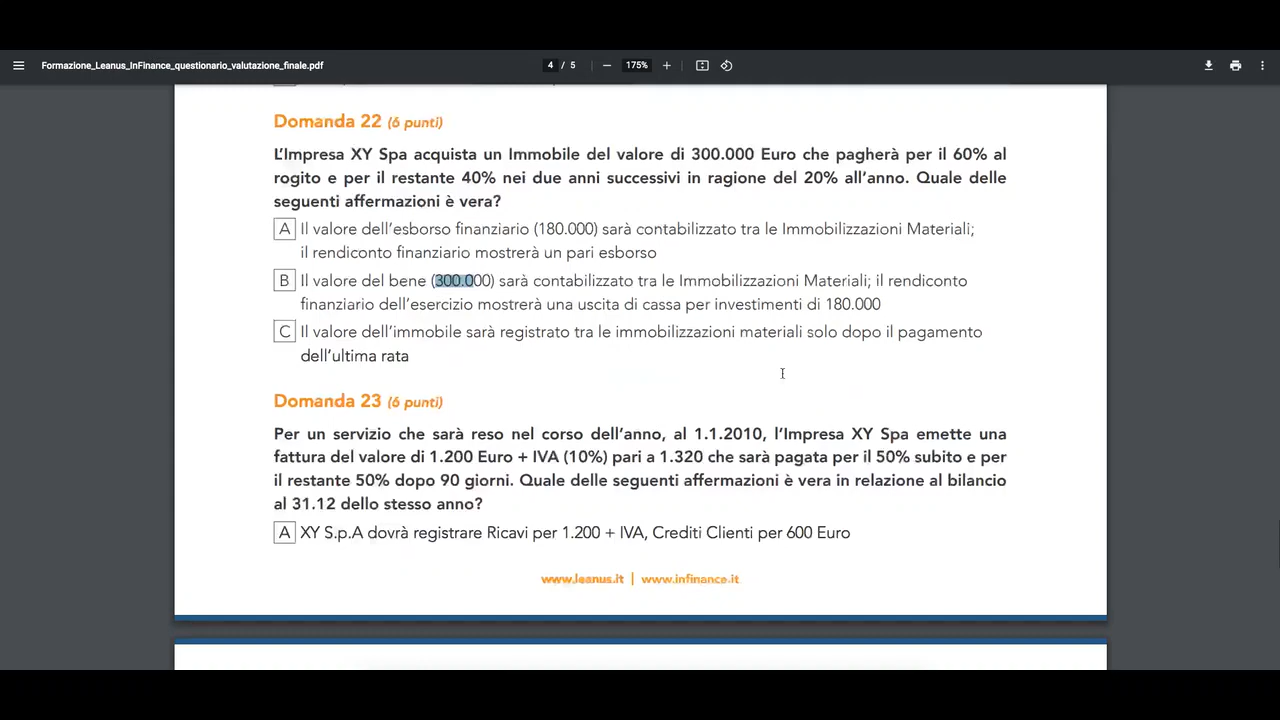 Formazione_Leanus_InFinance_questionario_valutazione_finale.pdf
4 / 5
175%
Domanda 22 (6 punti)
L'Impresa XY Spa acquista un Immobile del valore di 300.000 Euro che pagherà per il 60% al
rogito e per il restante 40% nei due anni successivi in ragione del 20% all'anno. Quale delle
seguenti affermazioni è vera?
A Il valore dell'esborso finanziario (180.000) sarà contabilizzato tra le Immobilizzazioni Materiali;
il rendiconto finanziario mostrerà un pari esborso
B Il valore del bene (300.000) sarà contabilizzato tra le Immobilizzazioni Materiali; il rendiconto
finanziario dell'esercizio mostrerà una uscita di cassa per investimenti di 180.000
C Il valore dell'immobile sarà registrato tra le immobilizzazioni materiali solo dopo il pagamento
dell'ultima rata
Domanda 23 (6 punti)
Per un servizio che sarà reso nel corso dell'anno, al 1.1.2010, l'Impresa XY Spa emette una
fattura del valore di 1.200 Euro + IVA (10%) pari a 1.320 che sarà pagata per il 50% subito e per
il restante 50% dopo 90 giorni. Quale delle seguenti affermazioni è vera in relazione al bilancio
al 31.12 dello stesso anno?
A XY S.p.A dovrà registrare Ricavi per 1.200 + IVA, Crediti Clienti per 600 Euro
www.leanus.it | www.infinance.it